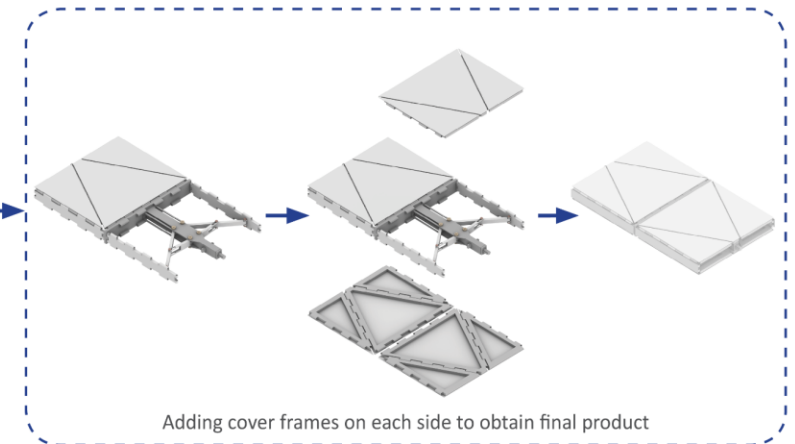 Adding cover frames on each side to obtain final product